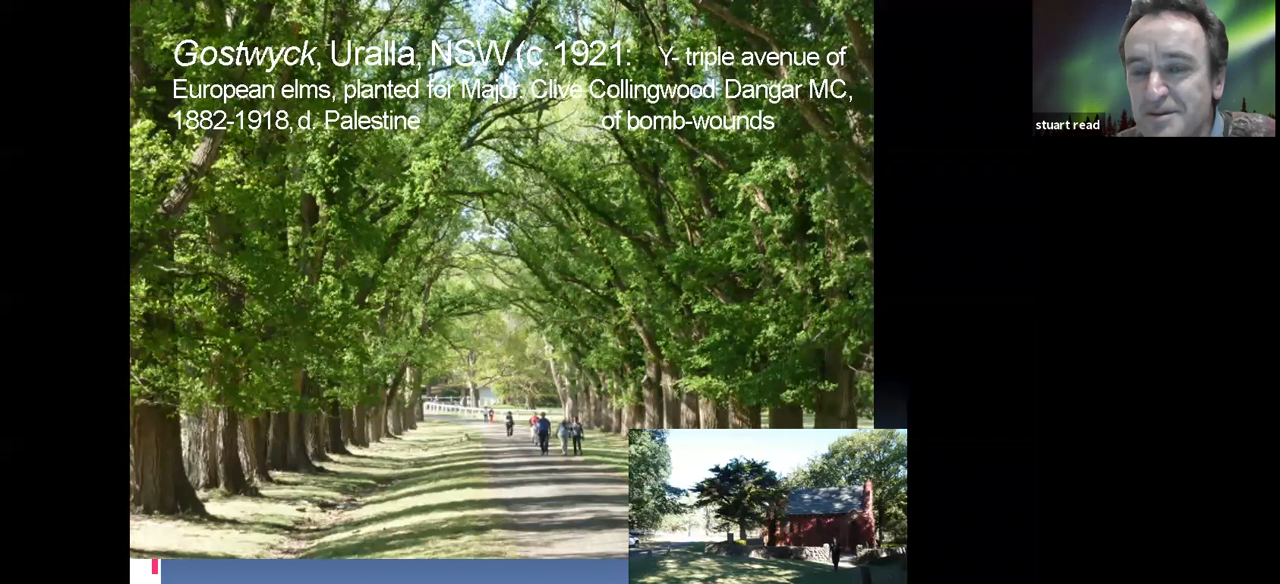 Gostwyck, Uralla, NSW (c. 1921: Y- triple avenue of
European elms, planted for Major Clive Collingwood Dangar MC,
1882-1918, d. Palestine of bomb-wounds
stuart read